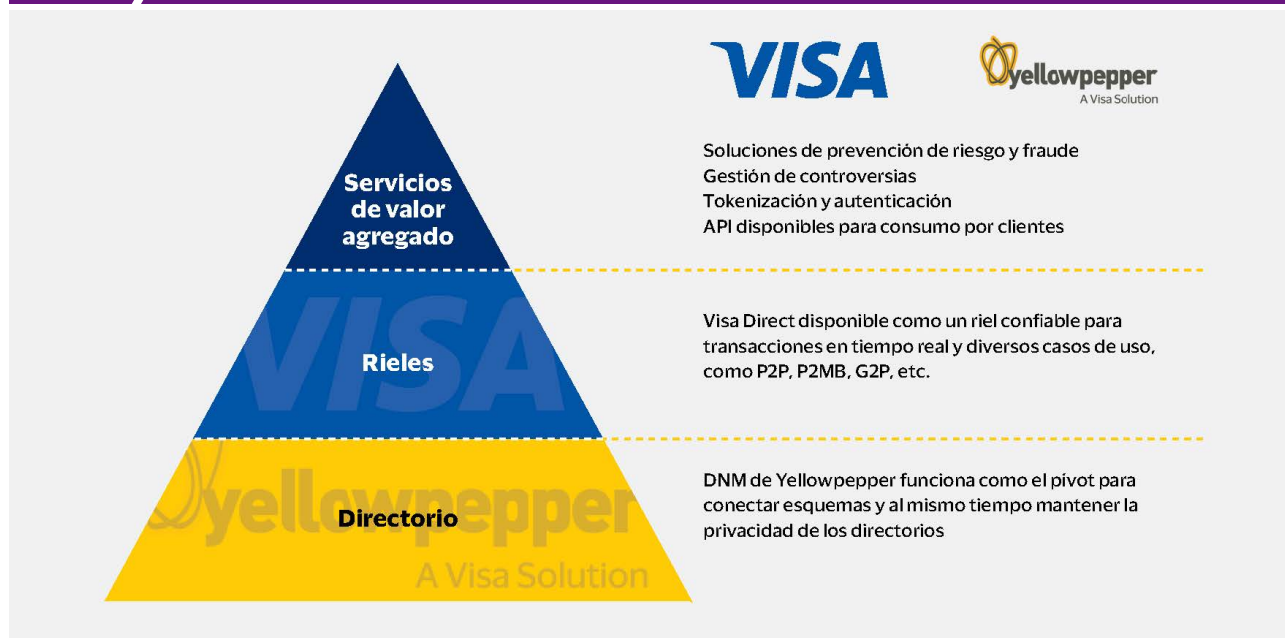 VISA
yellowpepper
A Visa Solution
Servicios
de valor
agregado
Soluciones de prevención de riesgo y fraude
Gestión de controversias
Tokenización y autenticación
API disponibles para consumo por clientes
VISA
Rieles
Visa Direct disponible como un riel confiable para
transacciones en tiempo real y diversos casos de uso,
como P2P, P2MB, G2P, etc.
yellowpepper
A Visa Solution
Directorio
DNM de Yellowpepper funciona como el pívot para
conectar esquemas y al mismo tiempo mantener la
privacidad de los directorios